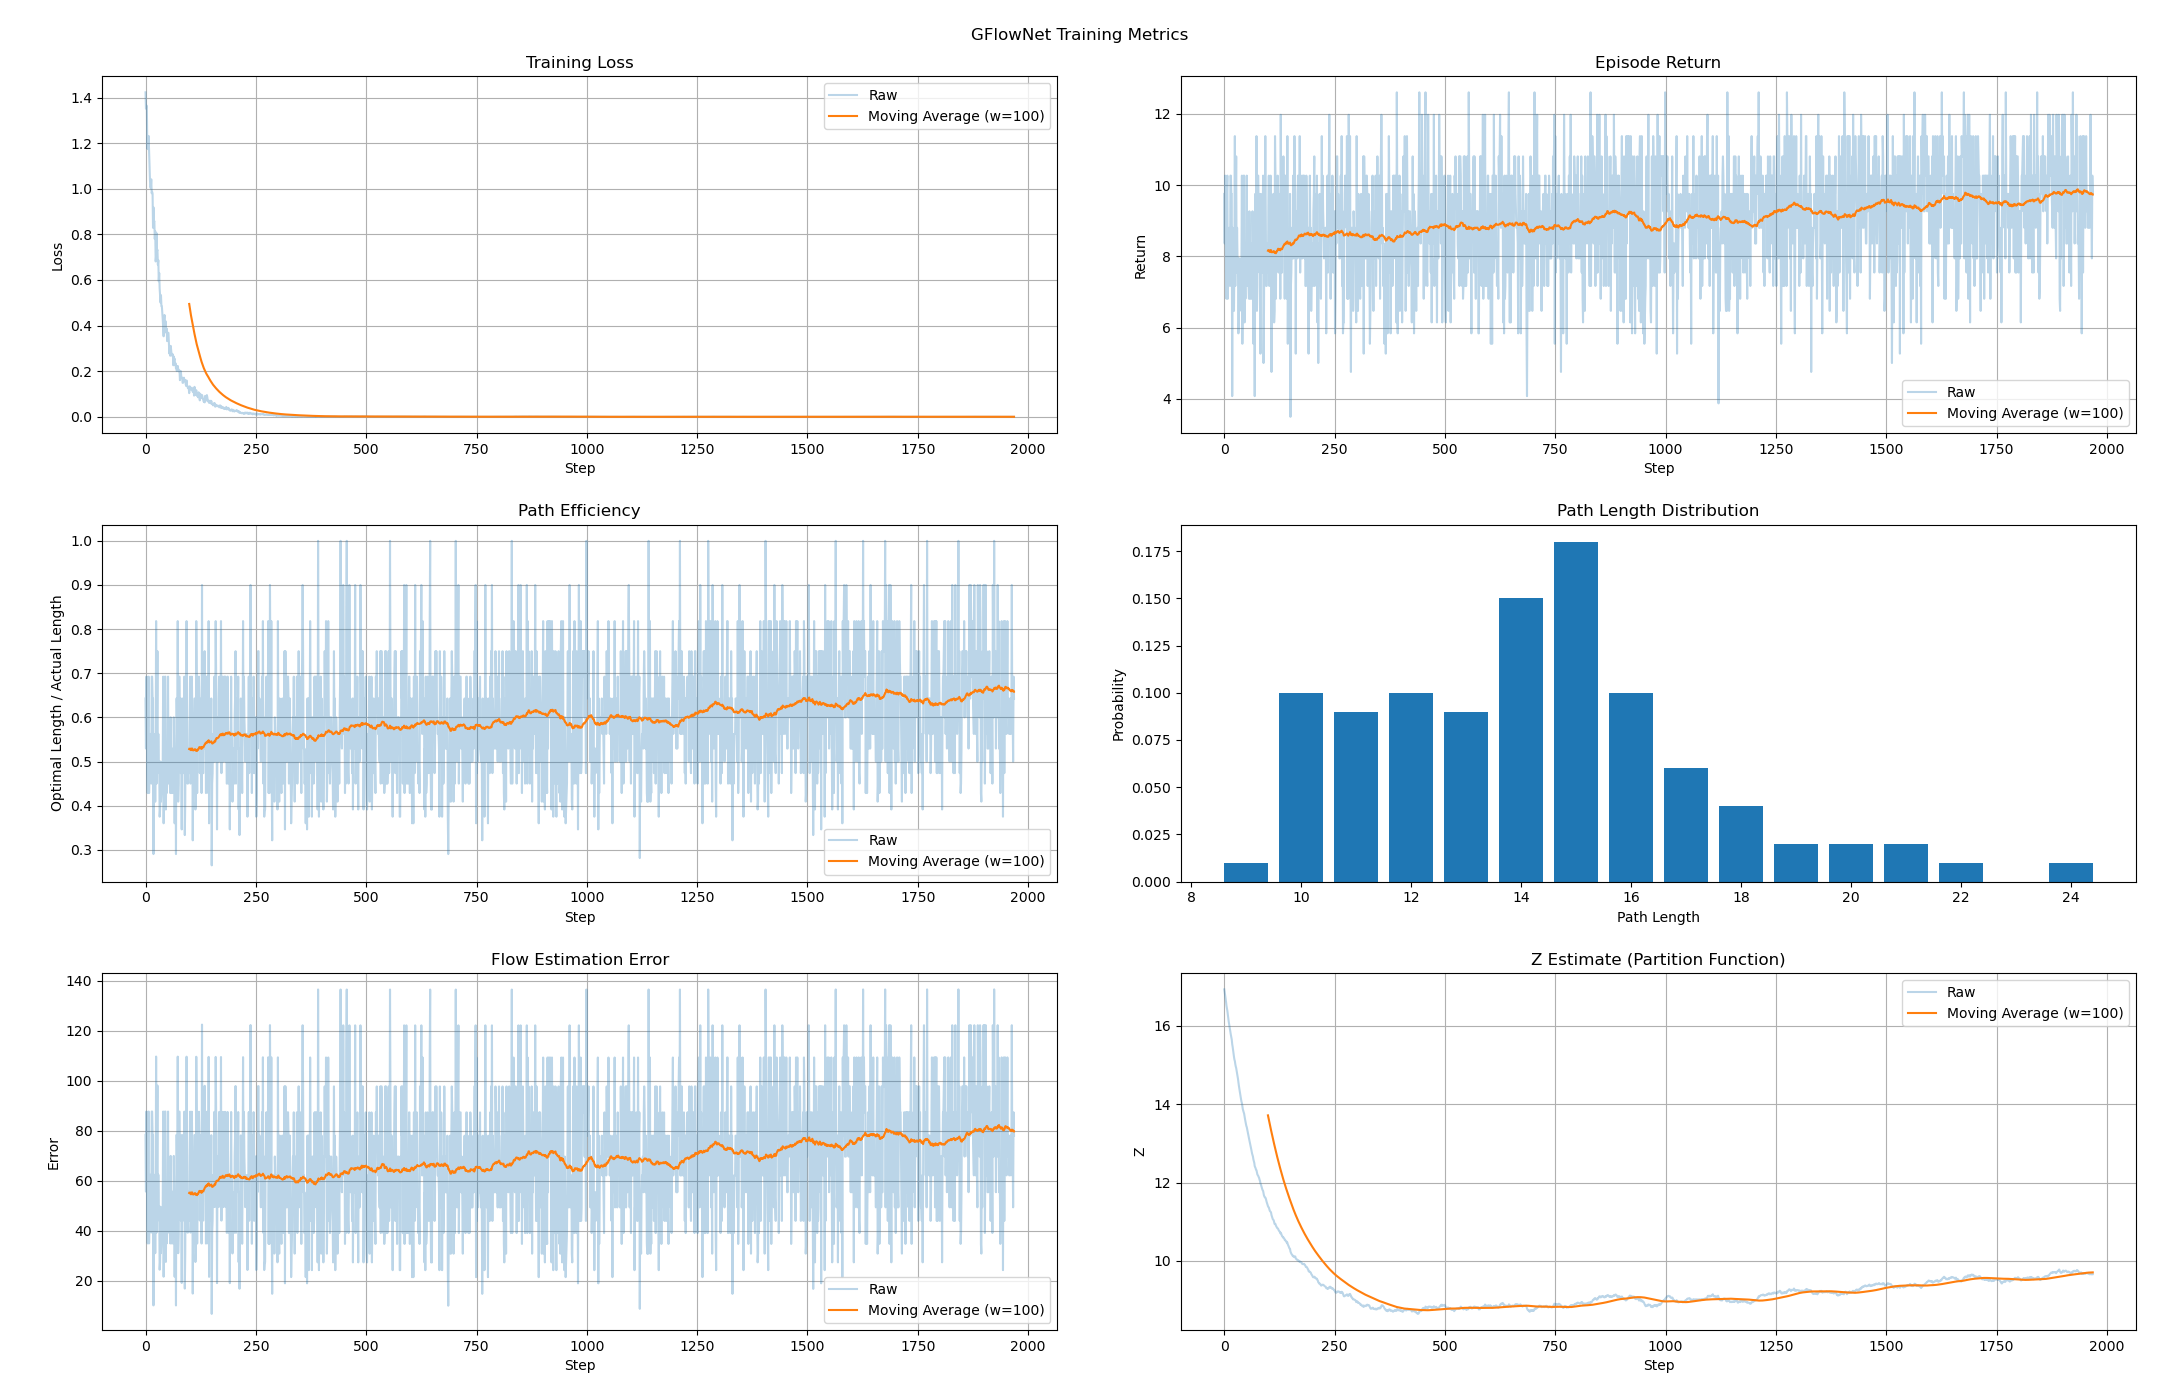 GFlowNet Training Metrics
Training Loss
1.4
1.2
1.0
0.8
0.6
0.4
0.2
0.0
Loss
Raw
Moving Average (w=100)
0 250 500 750 1000 1250 1500 1750 2000
Step
Episode Return
12
10
8
6
4
Return
Raw
Moving Average (w=100)
0 250 500 750 1000 1250 1500 1750 2000
Step
Path Efficiency
1.0
0.9
0.8
0.7
0.6
0.5
0.4
0.3
Optimal Length / Actual Length
Raw
Moving Average (w=100)
0 250 500 750 1000 1250 1500 1750 2000
Step
Path Length Distribution
0.175
0.150
0.125
0.100
0.075
0.050
0.025
0.000
Probability
8 10 12 14 16 18 20 22 24
Path Length
Flow Estimation Error
140
120
100
80
60
40
20
Error
Raw
Moving Average (w=100)
0 250 500 750 1000 1250 1500 1750 2000
Step
Z Estimate (Partition Function)
16
14
12
10
Z
Raw
Moving Average (w=100)
0 250 500 750 1000 1250 1500 1750 2000
Step